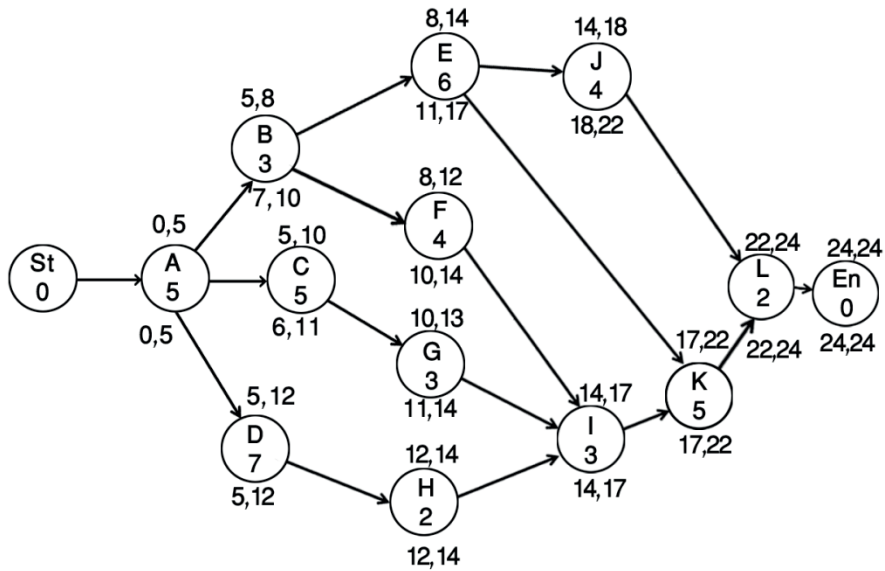 St
0
0,5
A
5
0,5
5,8
B
3
7,10
5,10
C
5
6,11
5,12
D
7
5,12
8,14
E
6
11,17
8,12
F
4
10,14
10,13
G
3
11,14
12,14
H
2
12,14
14,17
I
3
14,17
14,18
J
4
18,22
17,22
K
5
17,22
22,24
L
2
22,24
24,24
En
0
24,24